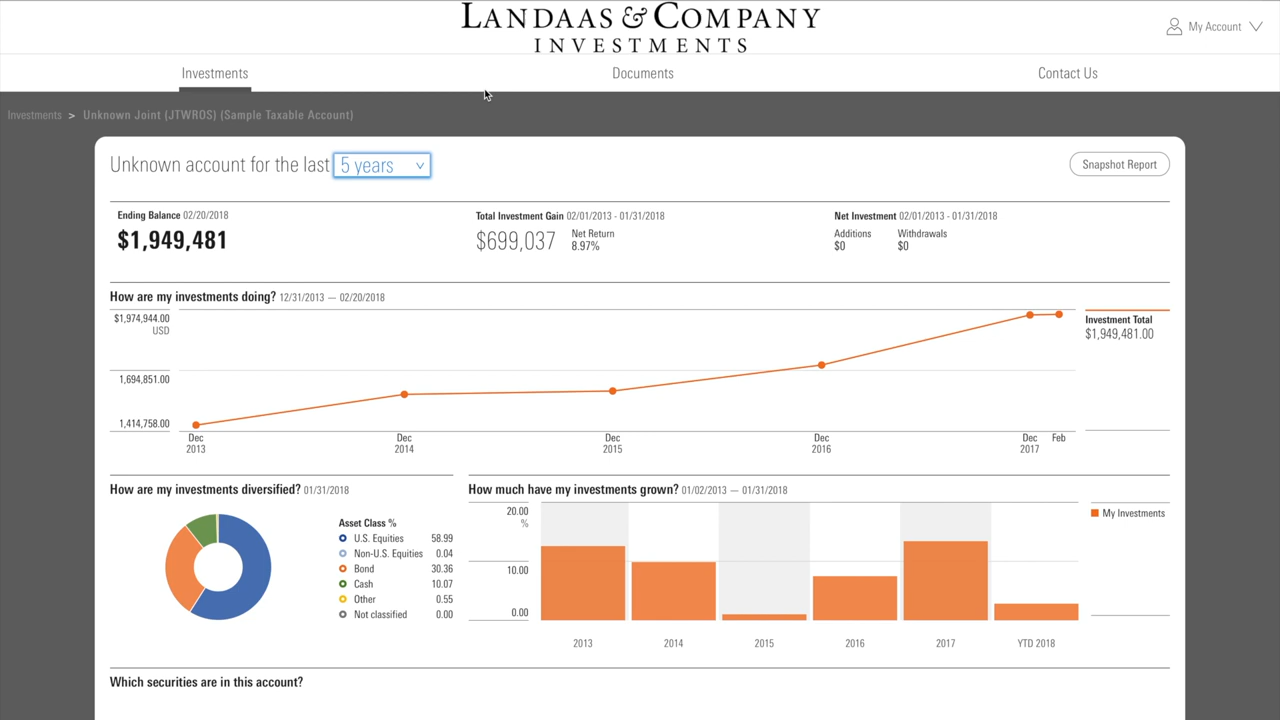 LANDAAS & COMPANY
INVESTMENTS
My Account
Investments
Documents
Contact Us
Investments > Unknown Joint (JTWROS) (Sample Taxable Account)
Unknown account for the last 5 years
Snapshot Report
Ending Balance 02/20/2018
$1,949,481
Total Investment Gain 02/01/2013 - 01/31/2018
$699,037
Net Return
8.97%
Net Investment 02/01/2013 - 01/31/2018
Additions
$0
Withdrawals
$0
How are my investments doing? 12/31/2013 — 02/20/2018
$1,974,944.00
USD
1,694,851.00
1,414,758.00
Dec
2013
Dec
2014
Dec
2015
Dec
2016
Dec
2017
Feb
Investment Total
$1,949,481.00
How are my investments diversified? 01/31/2018
Asset Class %
U.S. Equities 58.99
Non-U.S. Equities 0.04
Bond 30.36
Cash 10.07
Other 0.55
Not classified 0.00
How much have my investments grown? 01/02/2013 — 01/31/2018
20.00
%
10.00
0.00
2013
2014
2015
2016
2017
YTD 2018
My Investments
Which securities are in this account?